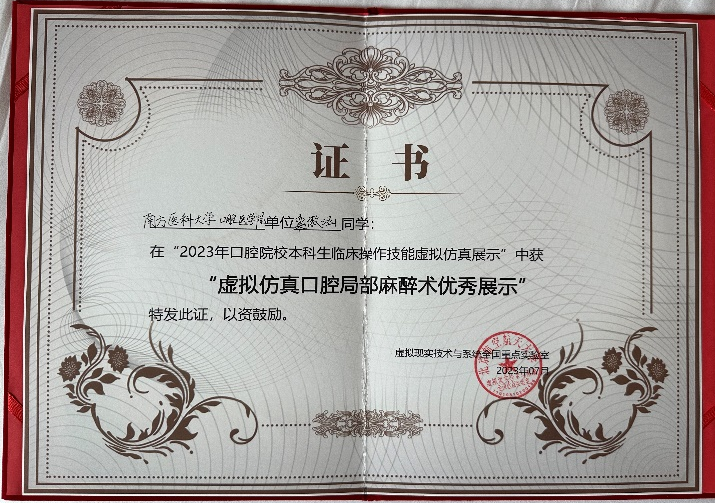 证 书
南方医科大学口腔医学院单位 同学：
在“2023年口腔院校本科生临床操作技能虚拟仿真展示”中获
“虚拟仿真口腔局部麻醉术优秀展示”
特发此证，以资鼓励。
虚拟现实技术与系统全国重点实验室
2023年07月